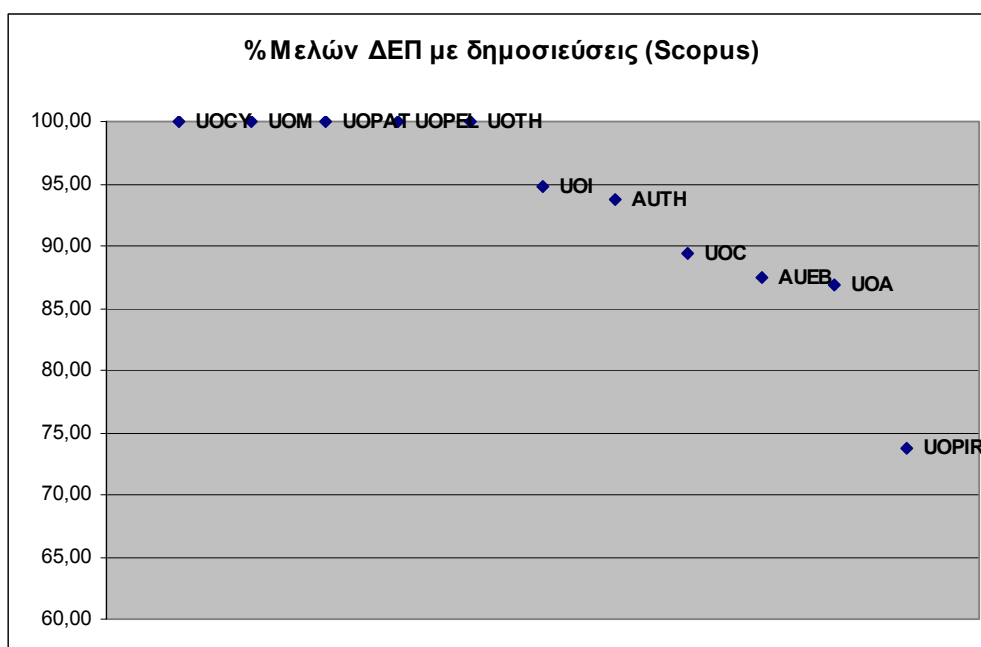 % Μελών ΔΕΠ με δημοσιεύσεις (Scopus)
100,00
UOCY UOM UOPAT UOPEL UOTH
95,00
UOI
AUTH
90,00
UOC
AUEB
UOA
85,00
80,00
75,00
UOPIR
70,00
65,00
60,00